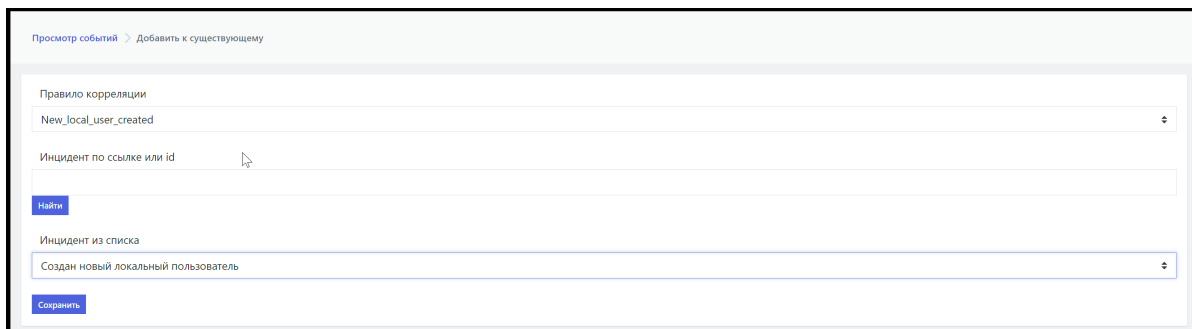 Просмотр событий > Добавить к существующему
Правило корреляции
New_local_user_created
Инцидент по ссылке или id
Найти
Инцидент из списка
Создан новый локальный пользователь
Сохранить